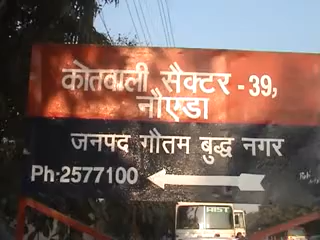 कोतवाली सैक्टर - 39,
नौएडा
जनपद गौतम बुद्ध नगर
Ph-2577100